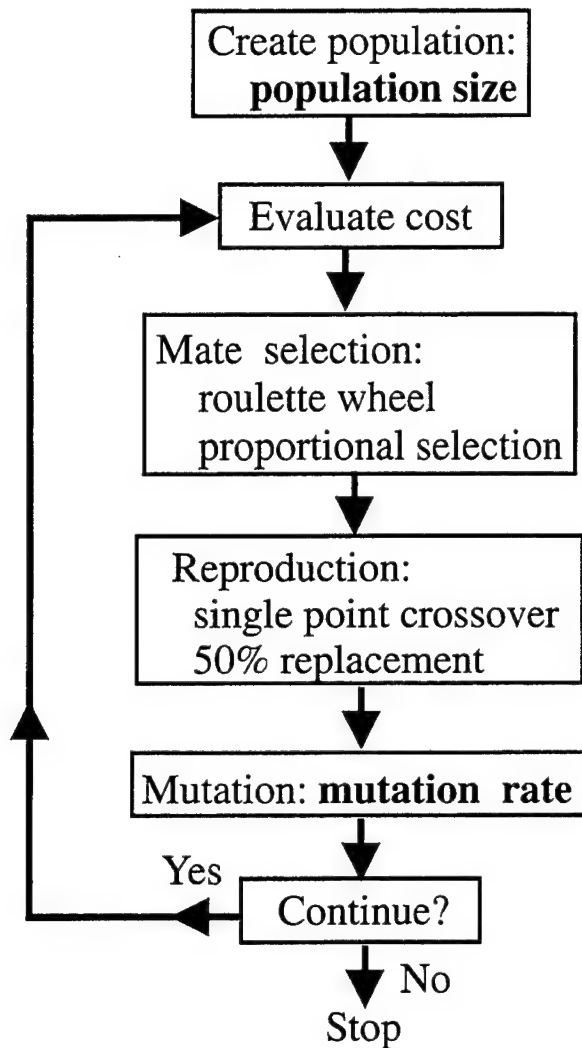 Create population:
population size
Evaluate cost
Mate selection:
roulette wheel
proportional selection
Reproduction:
single point crossover
50% replacement
Mutation: mutation rate
Yes
Continue?
No
Stop